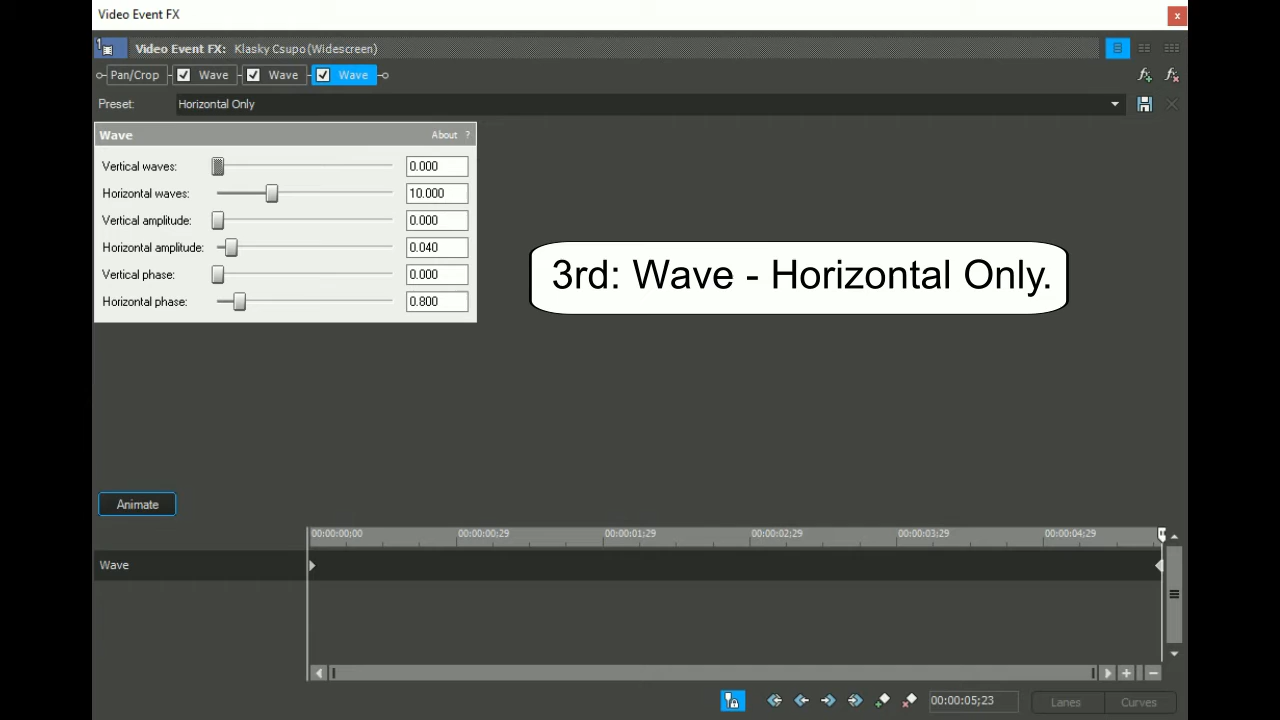 Video Event FX
x
1
Video Event FX: Klasky Csupo (Widescreen)
Pan/Crop Wave Wave Wave
Preset: Horizontal Only
Wave About ?
Vertical waves: 0.000
Horizontal waves: 10.000
Vertical amplitude: 0.000
Horizontal amplitude: 0.040
Vertical phase: 0.000
Horizontal phase: 0.800
3rd: Wave - Horizontal Only.
Animate
00:00:00;00 00:00:00;29 00:00:01;29 00:00:02;29 00:00:03;29 00:00:04;29
Wave
00:00:05;23 Lanes Curves